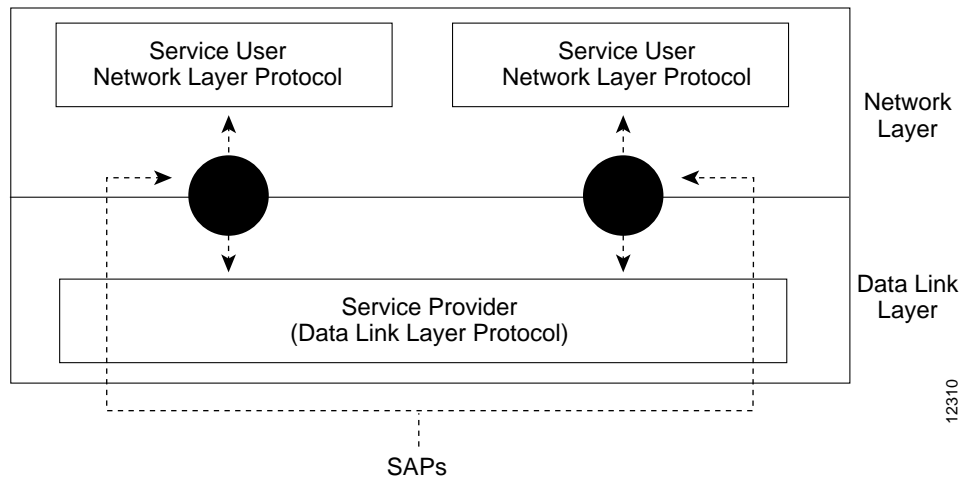 Service User
Network Layer Protocol
Service User
Network Layer Protocol
Network
Layer
Service Provider
(Data Link Layer Protocol)
Data Link
Layer
SAPs
12310